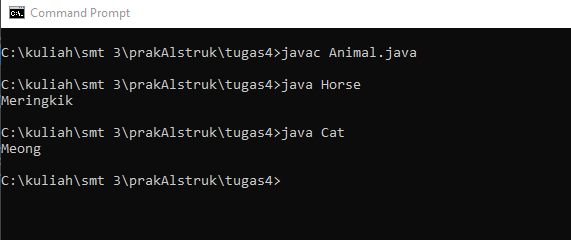 Command Prompt
C:\kuliah\smt 3\prakAlstruk\tugas4>javac Animal.java
C:\kuliah\smt 3\prakAlstruk\tugas4>java Horse
Meringkik
C:\kuliah\smt 3\prakAlstruk\tugas4>java Cat
Meong
C:\kuliah\smt 3\prakAlstruk\tugas4>